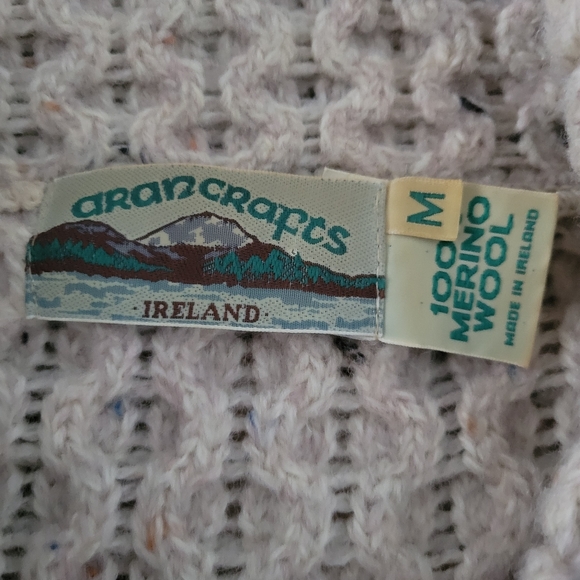 arancrafts
· IRELAND ·
M
100%
MERINO
WOOL
MADE IN IRELAND